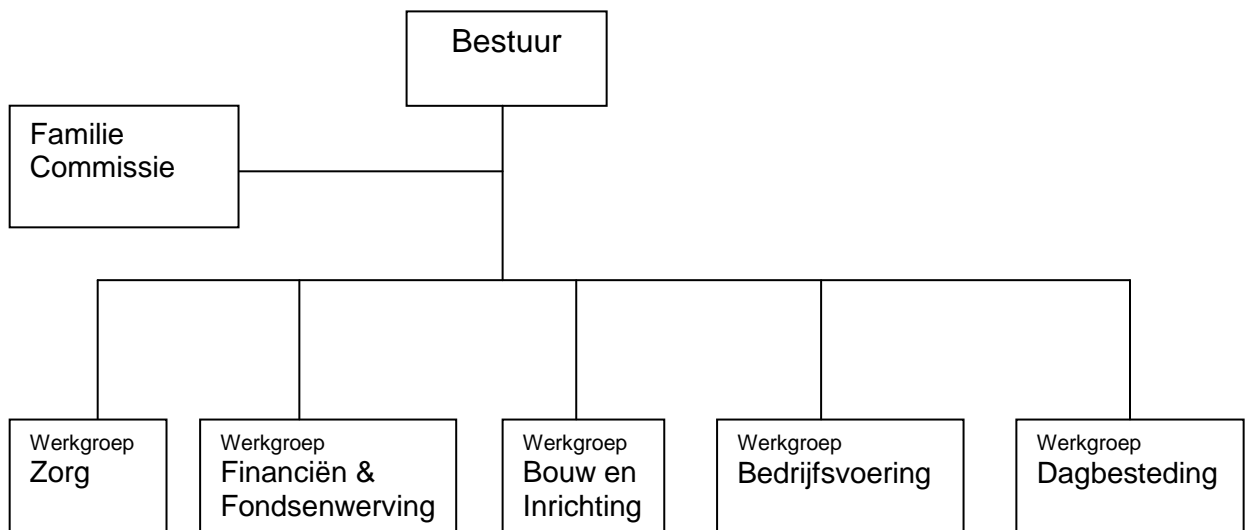 Bestuur
Familie
Commissie
Werkgroep
Zorg
Werkgroep
Financiën &
Fondsenwerving
Werkgroep
Bouw en
Inrichting
Werkgroep
Bedrijfsvoering
Werkgroep
Dagbesteding